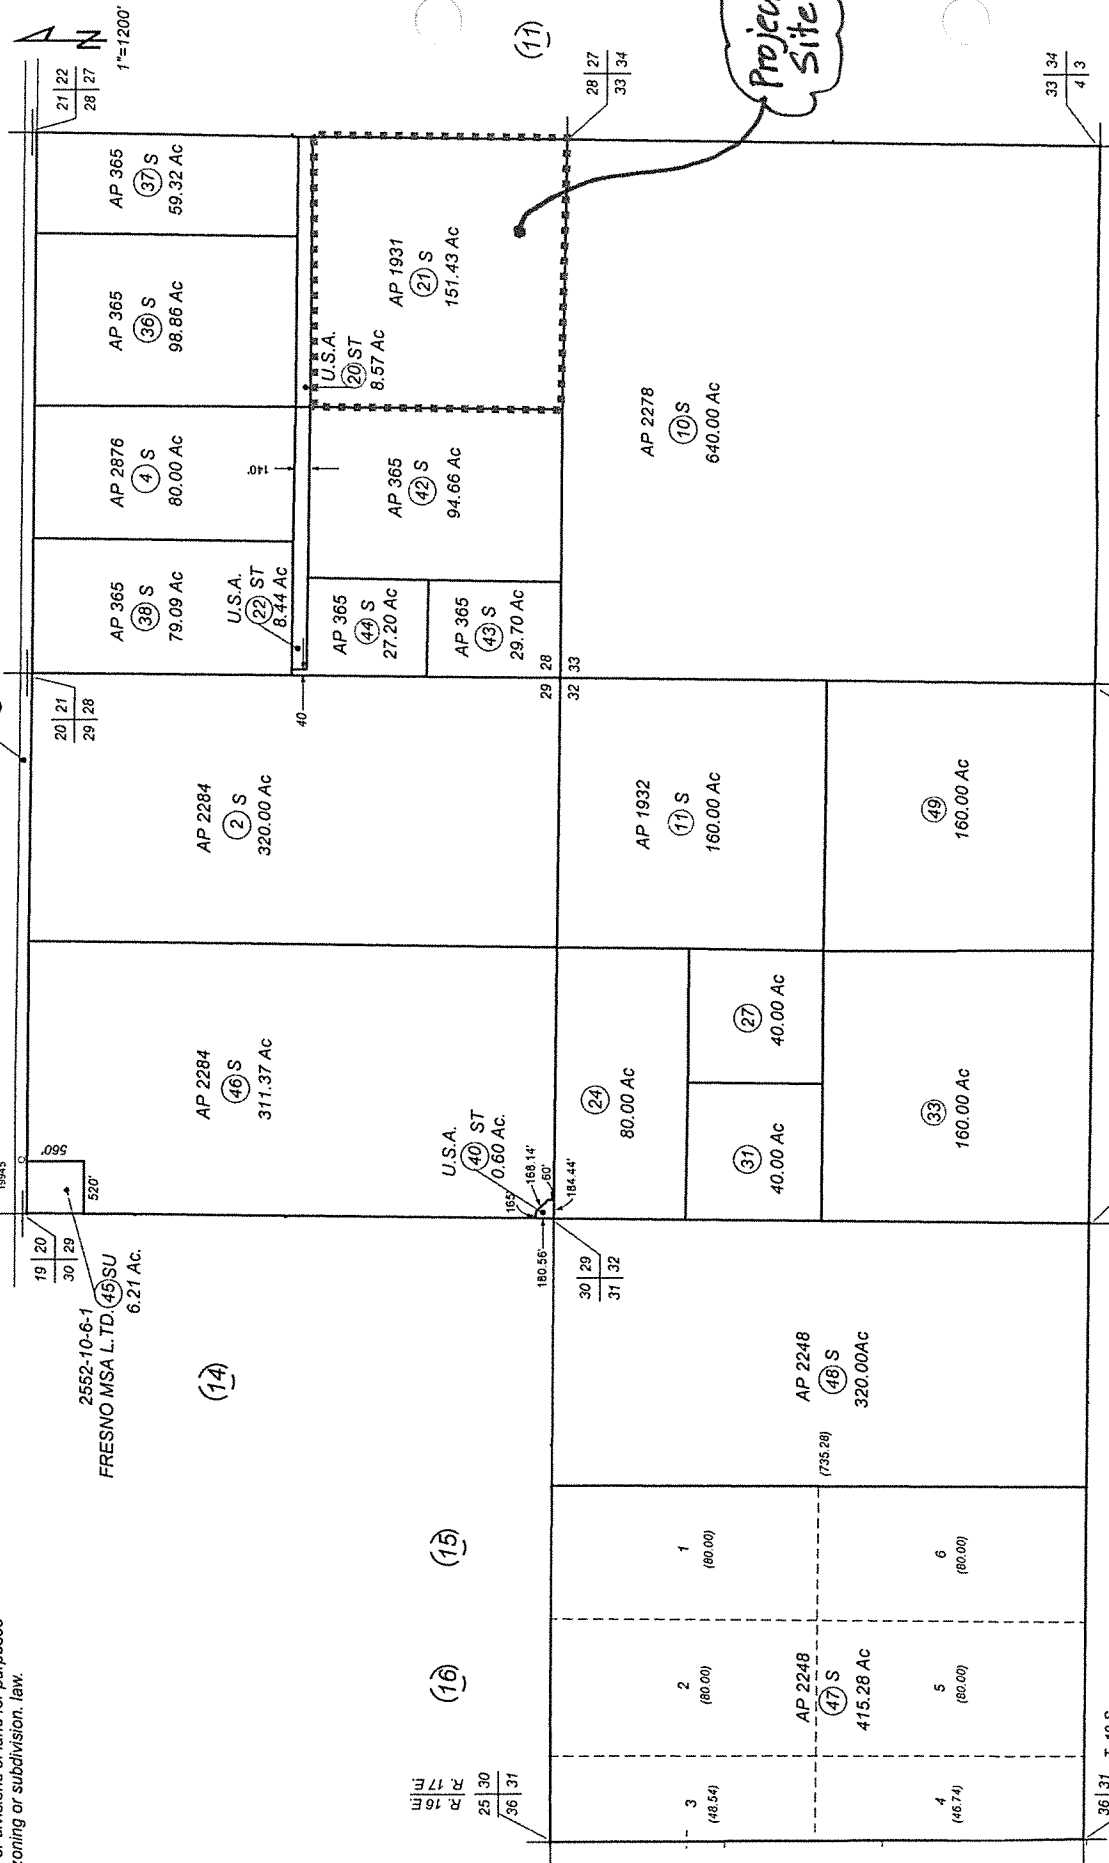 or divisions of land for purposes
zoning or subdivision. law.
1"=1200'
N
21 | 22
28 | 27
20 | 21
29 | 28
19 | 20
30 | 29
2552-10-6-1
FRESNO MSA L.TD. 45 SU
6.21 Ac.
560'
520'
AP 2284
46 S
311.37 Ac
AP 2284
2 S
320.00 Ac
AP 365
38 S
79.09 Ac
AP 2876
4 S
80.00 Ac
AP 365
36 S
98.86 Ac
AP 365
37 S
59.32 Ac
U.S.A.
22 ST
8.44 Ac
140'
40
U.S.A.
20 ST
8.57 Ac
AP 365
44 S
27.20 Ac
AP 365
43 S
29.70 Ac
AP 365
42 S
94.66 Ac
AP 1931
21 S
151.43 Ac
(11)
(14)
(15)
(16)
U.S.A.
40 ST
0.60 Ac.
165'
168.14'
60'
184.44'
180.56'
R. 16 E.
R. 17 E.
25 | 30
36 | 31
30 | 29
31 | 32
29 | 28
32 | 33
28 | 27
33 | 34
Project
Site
3
(48.54)
2
(80.00)
1
(80.00)
AP 2248
47 S
415.28 Ac
4
(46.74)
5
(80.00)
6
(80.00)
(735.28)
AP 2248
48 S
320.00Ac
24
80.00 Ac
31
40.00 Ac
27
40.00 Ac
33
160.00 Ac
AP 1932
11 S
160.00 Ac
49
160.00 Ac
AP 2278
10 S
640.00 Ac
36 | 31
33 | 34
4 | 3